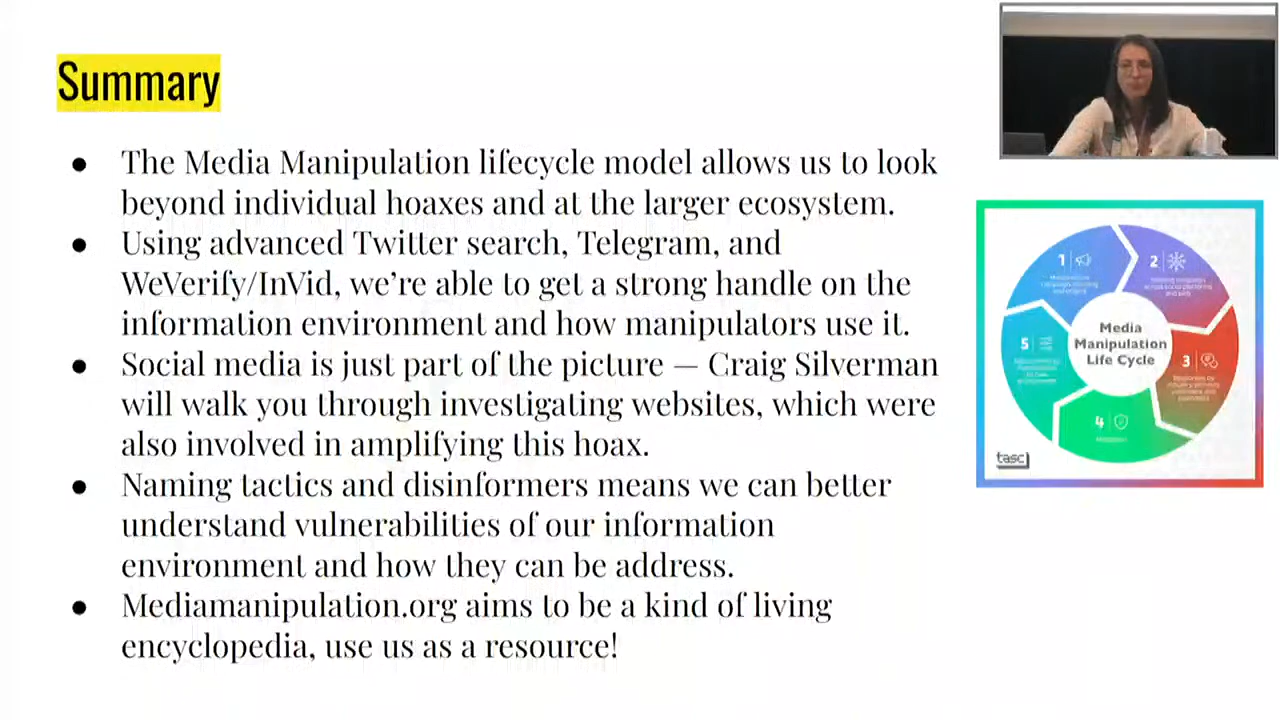 Summary
● The Media Manipulation lifecycle model allows us to look
beyond individual hoaxes and at the larger ecosystem.
● Using advanced Twitter search, Telegram, and
WeVerify/InVid, we’re able to get a strong handle on the
information environment and how manipulators use it.
● Social media is just part of the picture — Craig Silverman
will walk you through investigating websites, which were
also involved in amplifying this hoax.
● Naming tactics and disinformers means we can better
understand vulnerabilities of our information
environment and how they can be address.
● Mediamanipulation.org aims to be a kind of living
encyclopedia, use us as a resource!
Media
Manipulation
Life Cycle
1
2
3
4
5
tasc